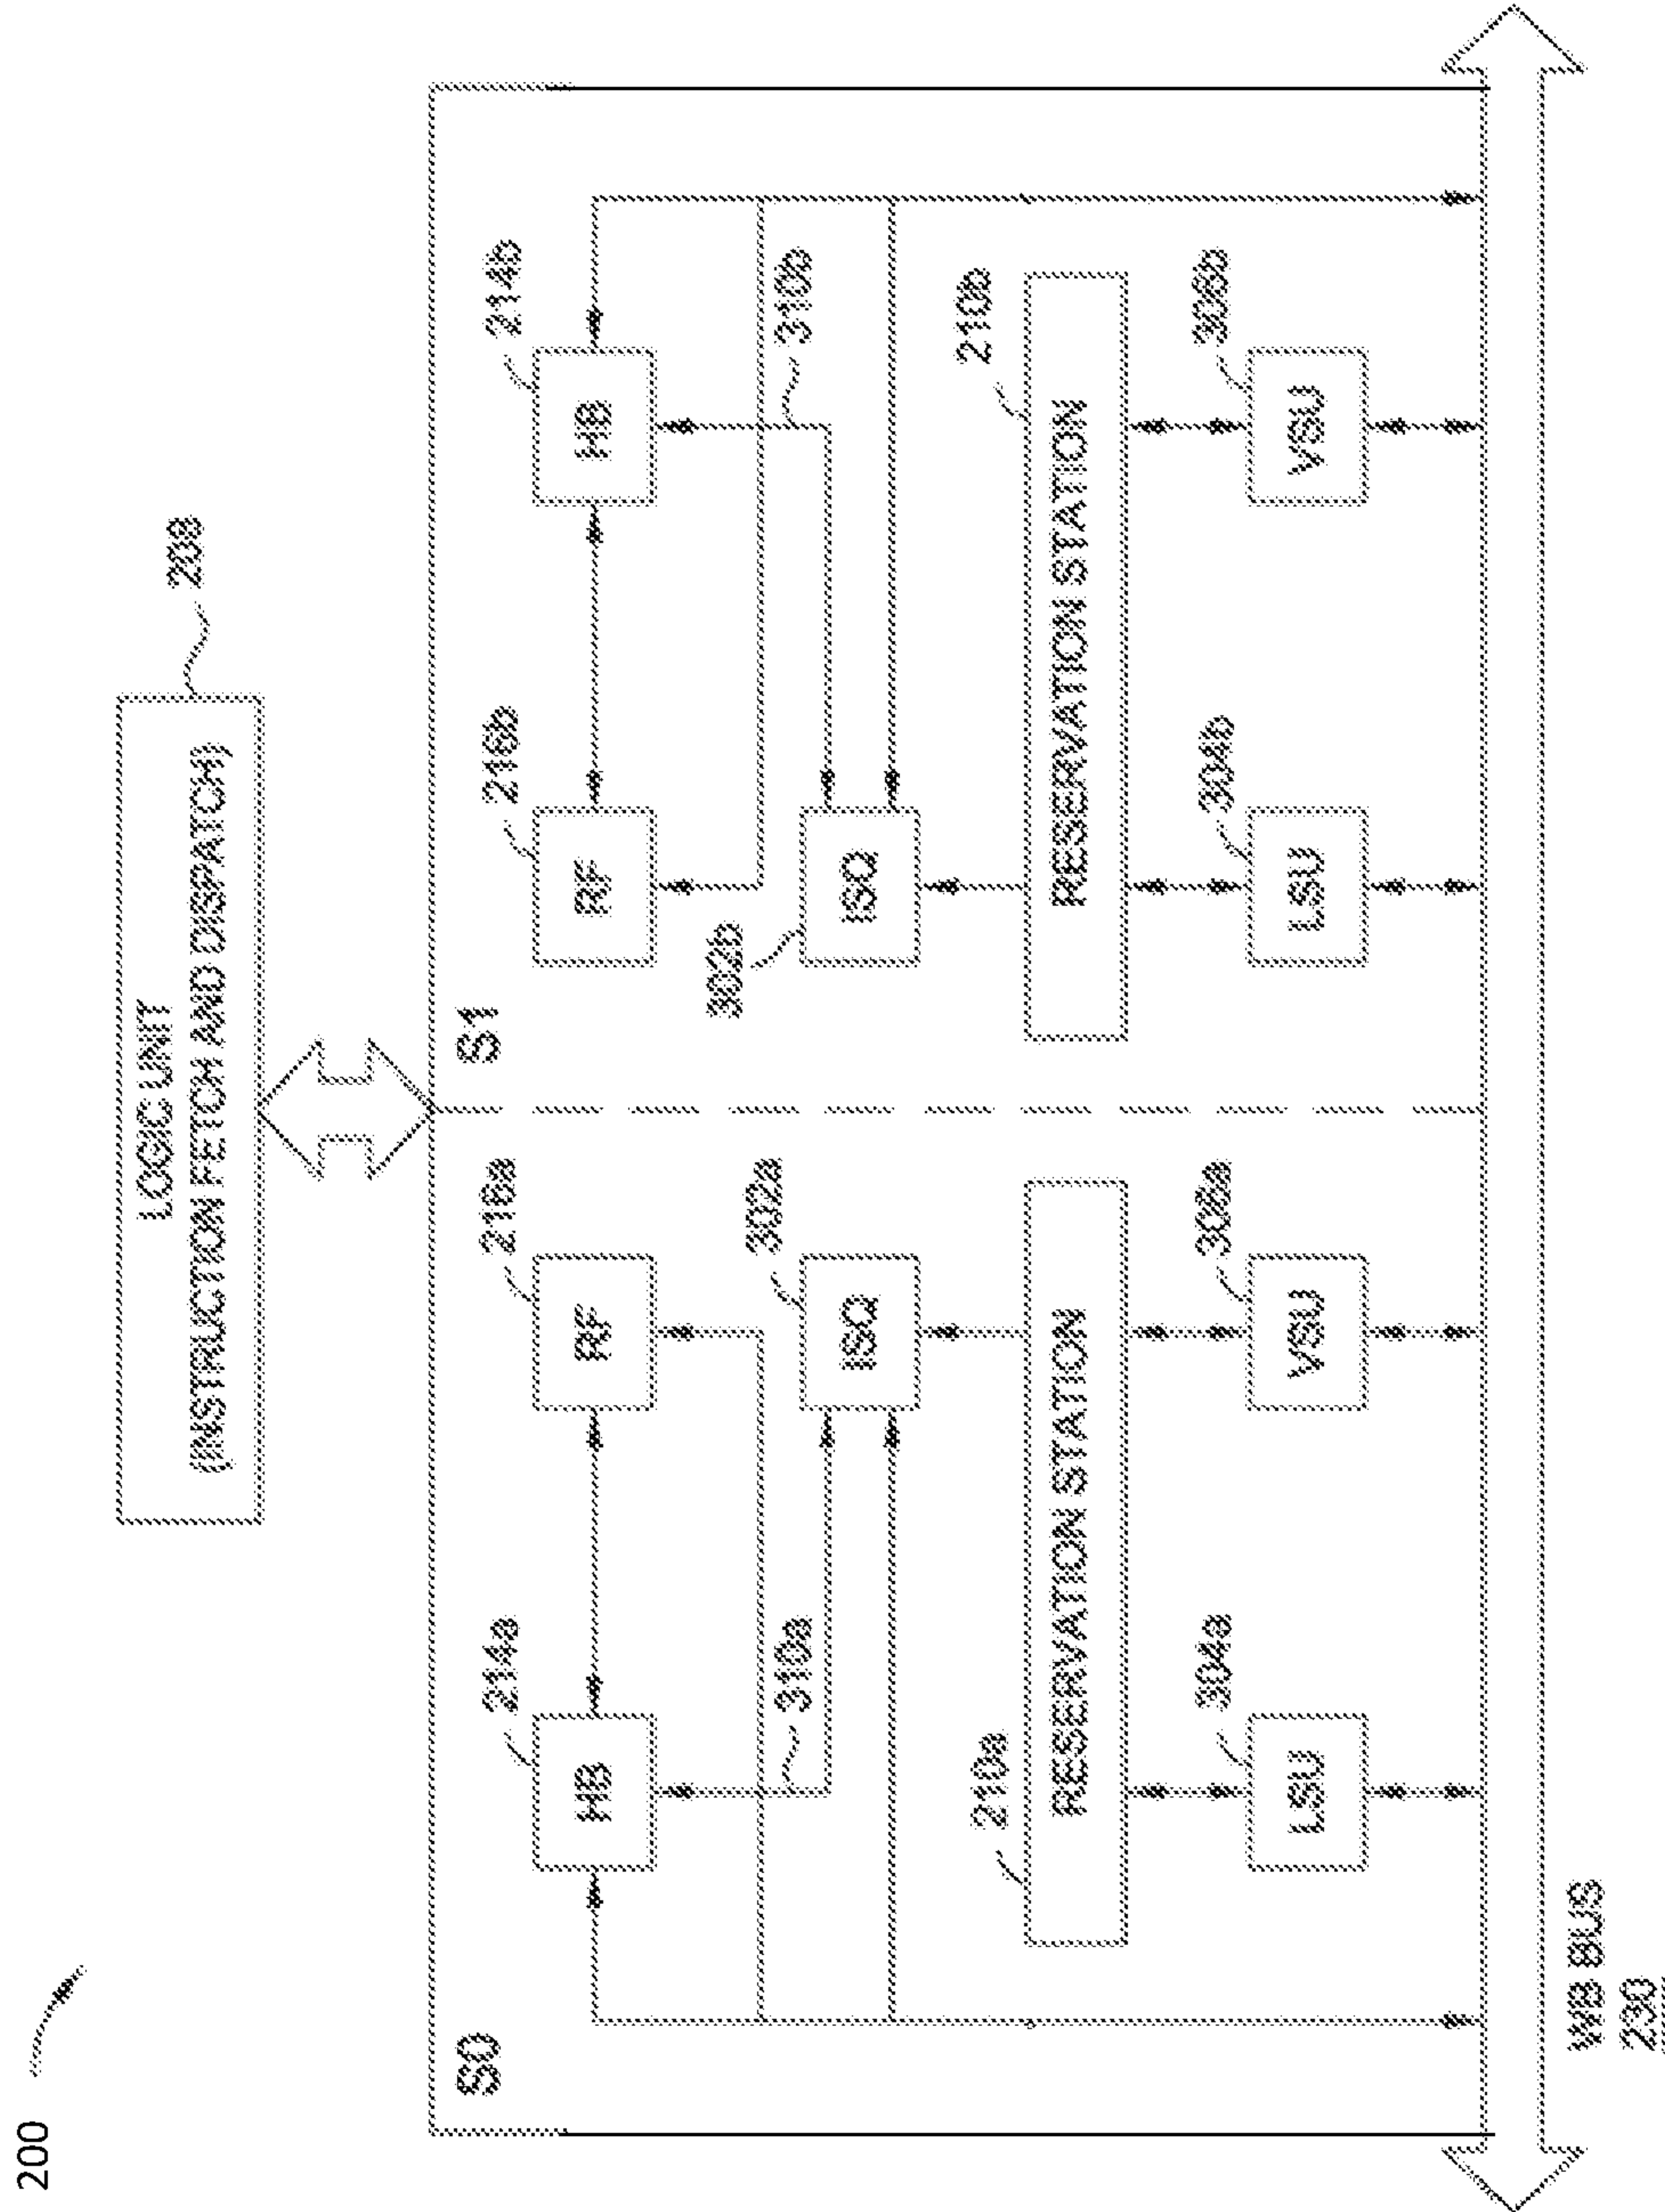 200
LOGIC UNIT
(INSTRUCTION FETCH AND DISPATCH)
208
S0
S1
214a
216a
216b
214b
HB
RF
RF
HB
310a
302a
302b
310b
ISQ
ISQ
210a
210b
RESERVATION STATION
RESERVATION STATION
304a
306a
304b
306b
LSU
VSU
LSU
VSU
WB BUS
230